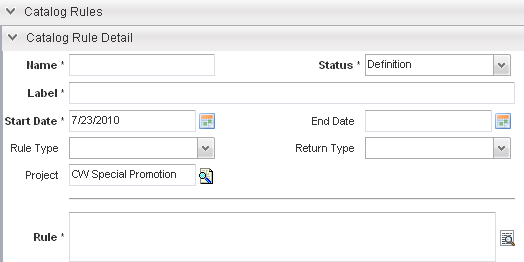 Catalog Rules
Catalog Rule Detail
Name * Status * Definition
Label *
Start Date * 7/23/2010 End Date
Rule Type Return Type
Project CW Special Promotion
Rule *